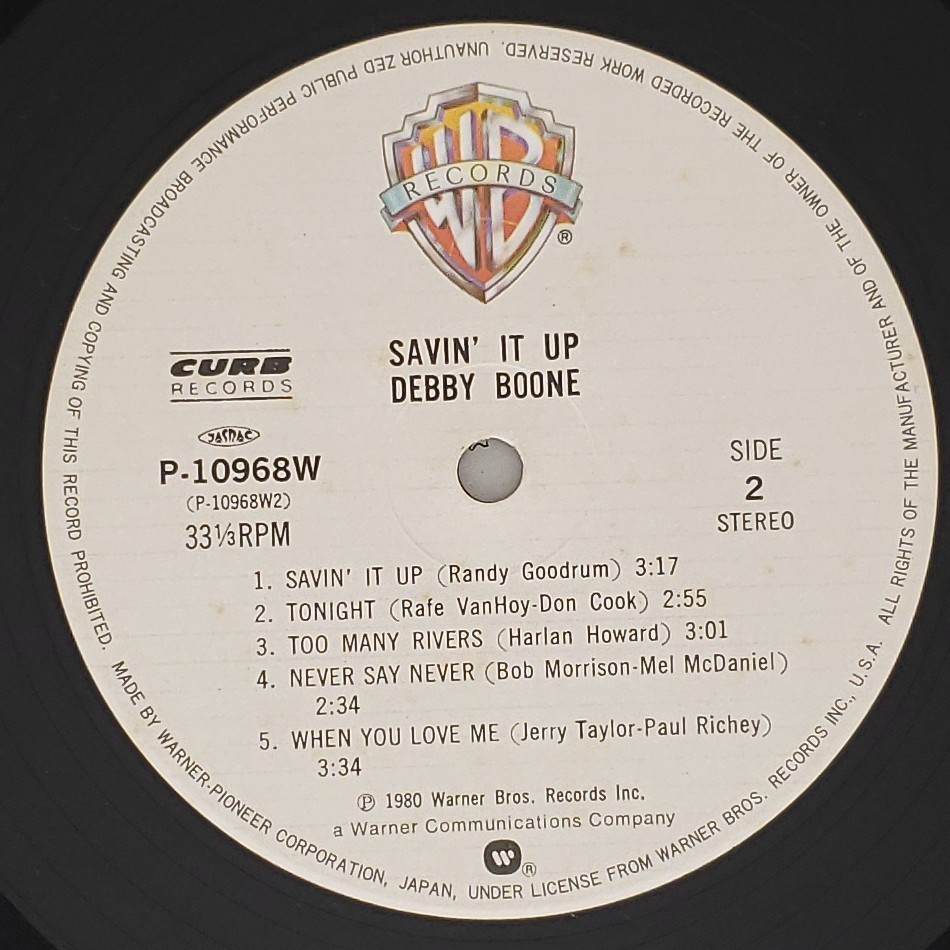 WB
RECORDS
®
SAVIN' IT UP
DEBBY BOONE
CURB
RECORDS
JASRAC
P-10968W
(P-10968W2)
33⅓RPM
SIDE
2
STEREO
1. SAVIN' IT UP (Randy Goodrum) 3:17
2. TONIGHT (Rafe VanHoy-Don Cook) 2:55
3. TOO MANY RIVERS (Harlan Howard) 3:01
4. NEVER SAY NEVER (Bob Morrison-Mel McDaniel)
2:34
5. WHEN YOU LOVE ME (Jerry Taylor-Paul Richey)
3:34
℗ 1980 Warner Bros. Records Inc.
a Warner Communications Company
®
MADE BY WARNER-PIONEER CORPORATION, JAPAN, UNDER LICENSE FROM WARNER BROS. RECORDS INC., U.S.A. ALL RIGHTS OF THE MANUFACTURER AND OF THE OWNER OF THE RECORDED WORK RESERVED. UNAUTHOR ZED PUBLIC PERFORMANCE BROADCASTING AND COPYING OF THIS RECORD PROHIBITED.